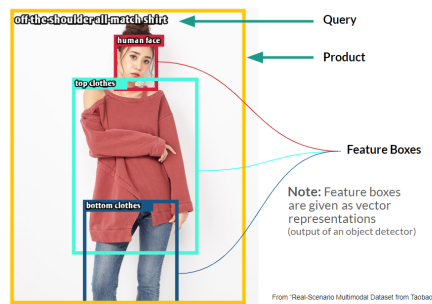 off-the-shoulder all-match shirt
Query
human face
Product
top clothes
Feature Boxes
Note: Feature boxes
are given as vector
representations
(output of an object detector)
bottom clothes
From "Real-Scenario Multimodal Dataset from Taobao